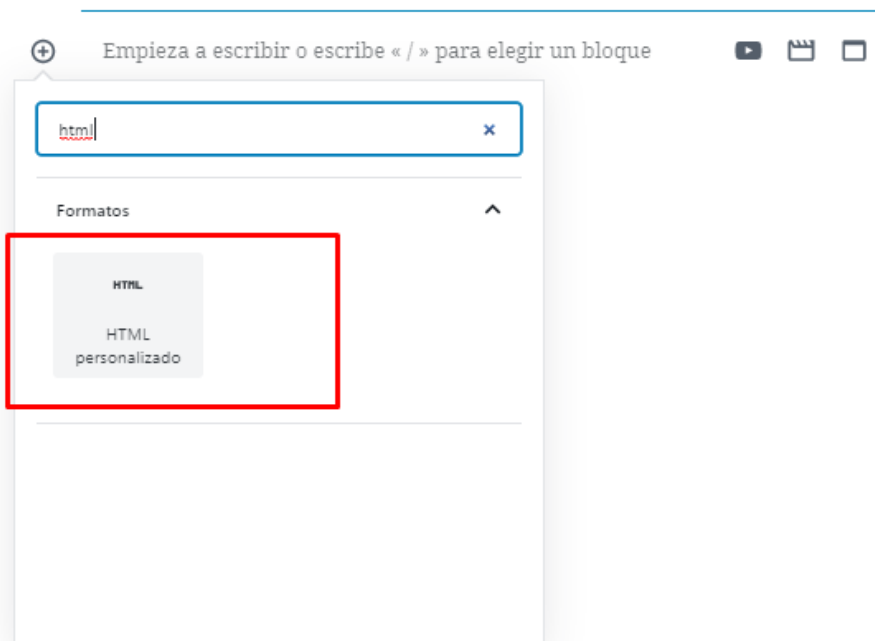 Empieza a escribir o escribe « / » para elegir un bloque
html
Formatos
HTML
HTML
personalizado